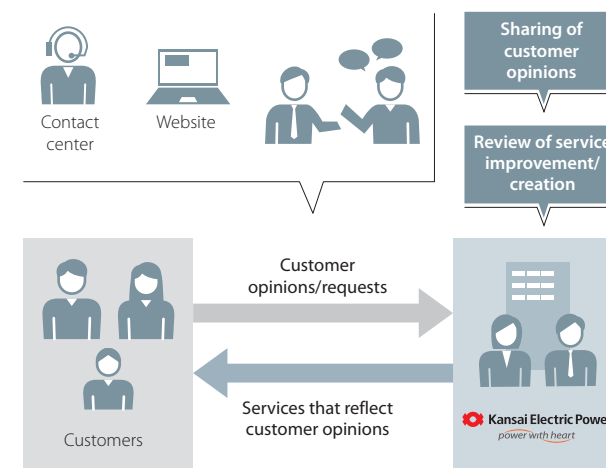 Contact
center
Website
Sharing of
customer
opinions
Review of service
improvement/
creation
Customer
opinions/requests
Services that reflect
customer opinions
Customers
Kansai Electric Powe
power with heart